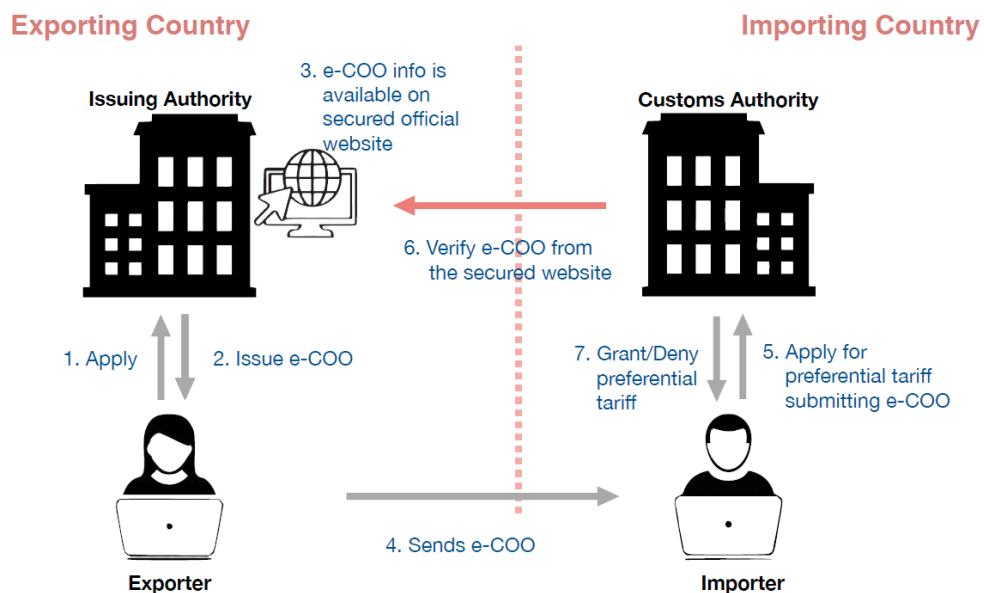 Exporting Country
Importing Country
3. e-COO info is
available on
secured official
website
Issuing Authority
Customs Authority
6. Verify e-COO from
the secured website
1. Apply
2. Issue e-COO
7. Grant/Deny
preferential
tariff
5. Apply for
preferential tariff
submitting e-COO
4. Sends e-COO
Exporter
Importer